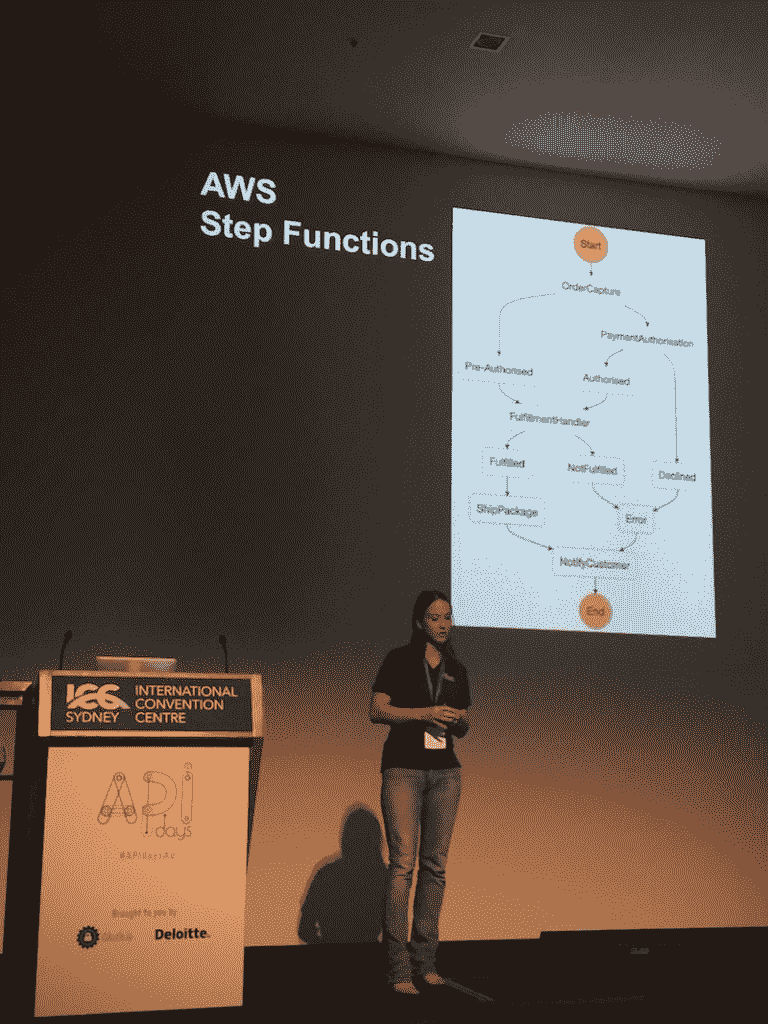 AWS
Step Functions
Start
OrderCapture
PaymentAuthorisation
Pre-Authorised
Authorised
FulfillmentHandler
Fulfilled
NotFulfilled
Declined
ShipPackage
Error
NotifyCustomer
End
ICC
SYDNEY
INTERNATIONAL
CONVENTION
CENTRE
API
days
#APIdaysAU
Brought to you by
Deloitte.